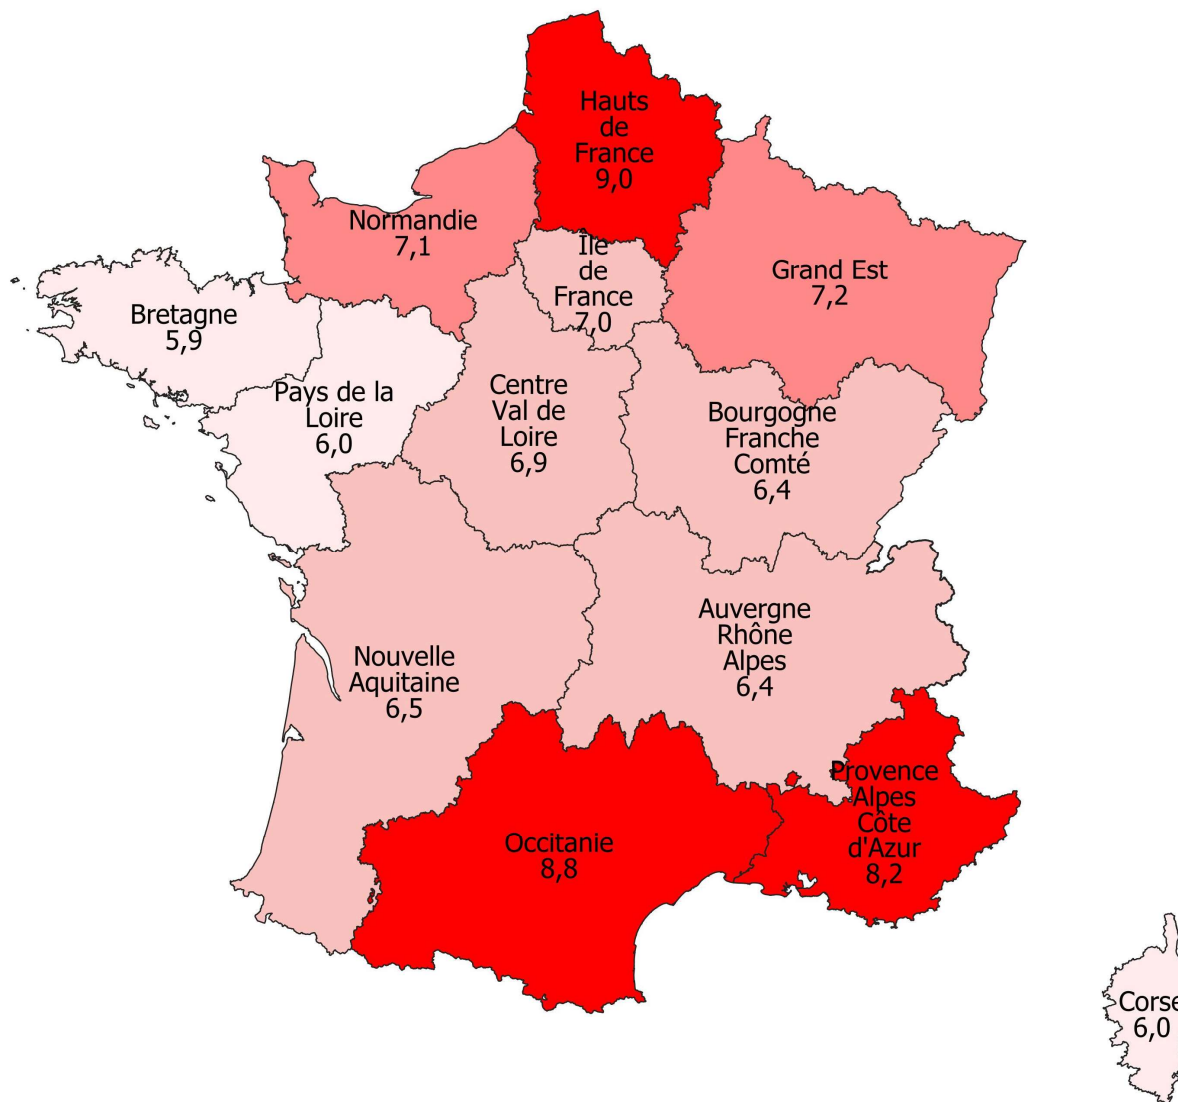 Hauts
de
France
9,0
Normandie
7,1
Ile
de
France
7,0
Grand Est
7,2
Bretagne
5,9
Pays de la
Loire
6,0
Centre
Val de
Loire
6,9
Bourgogne
Franche
Comté
6,4
Nouvelle
Aquitaine
6,5
Auvergne
Rhône
Alpes
6,4
Occitanie
8,8
Provence
Alpes
Côte
d'Azur
8,2
Corse
6,0